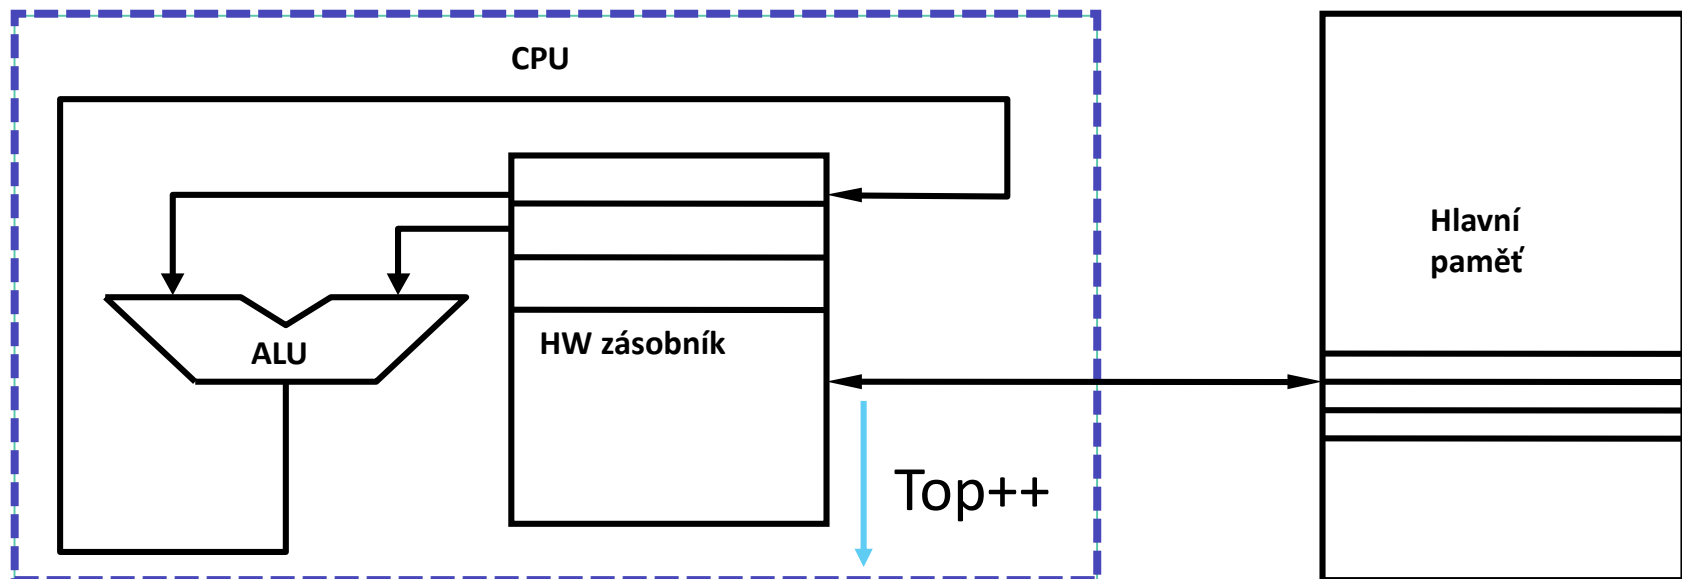 CPU
Hlavní
paměť
HW zásobník
ALU
Top++